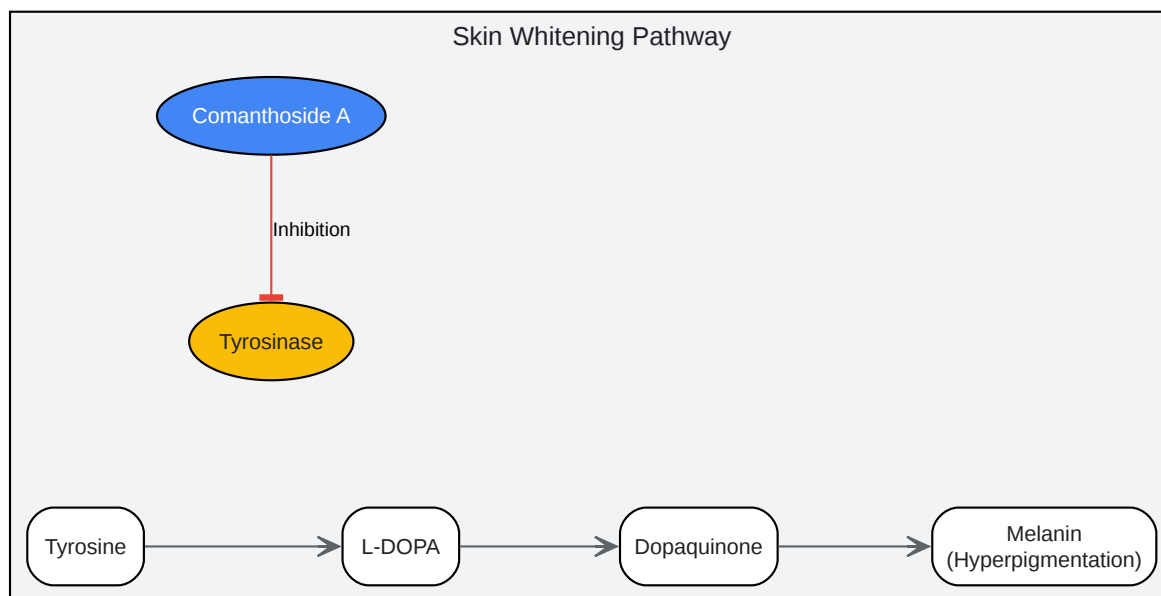 Skin Whitening Pathway
Comanthoside A
Inhibition
Tyrosinase
Tyrosine
L-DOPA
Dopaquinone
Melanin
(Hyperpigmentation)